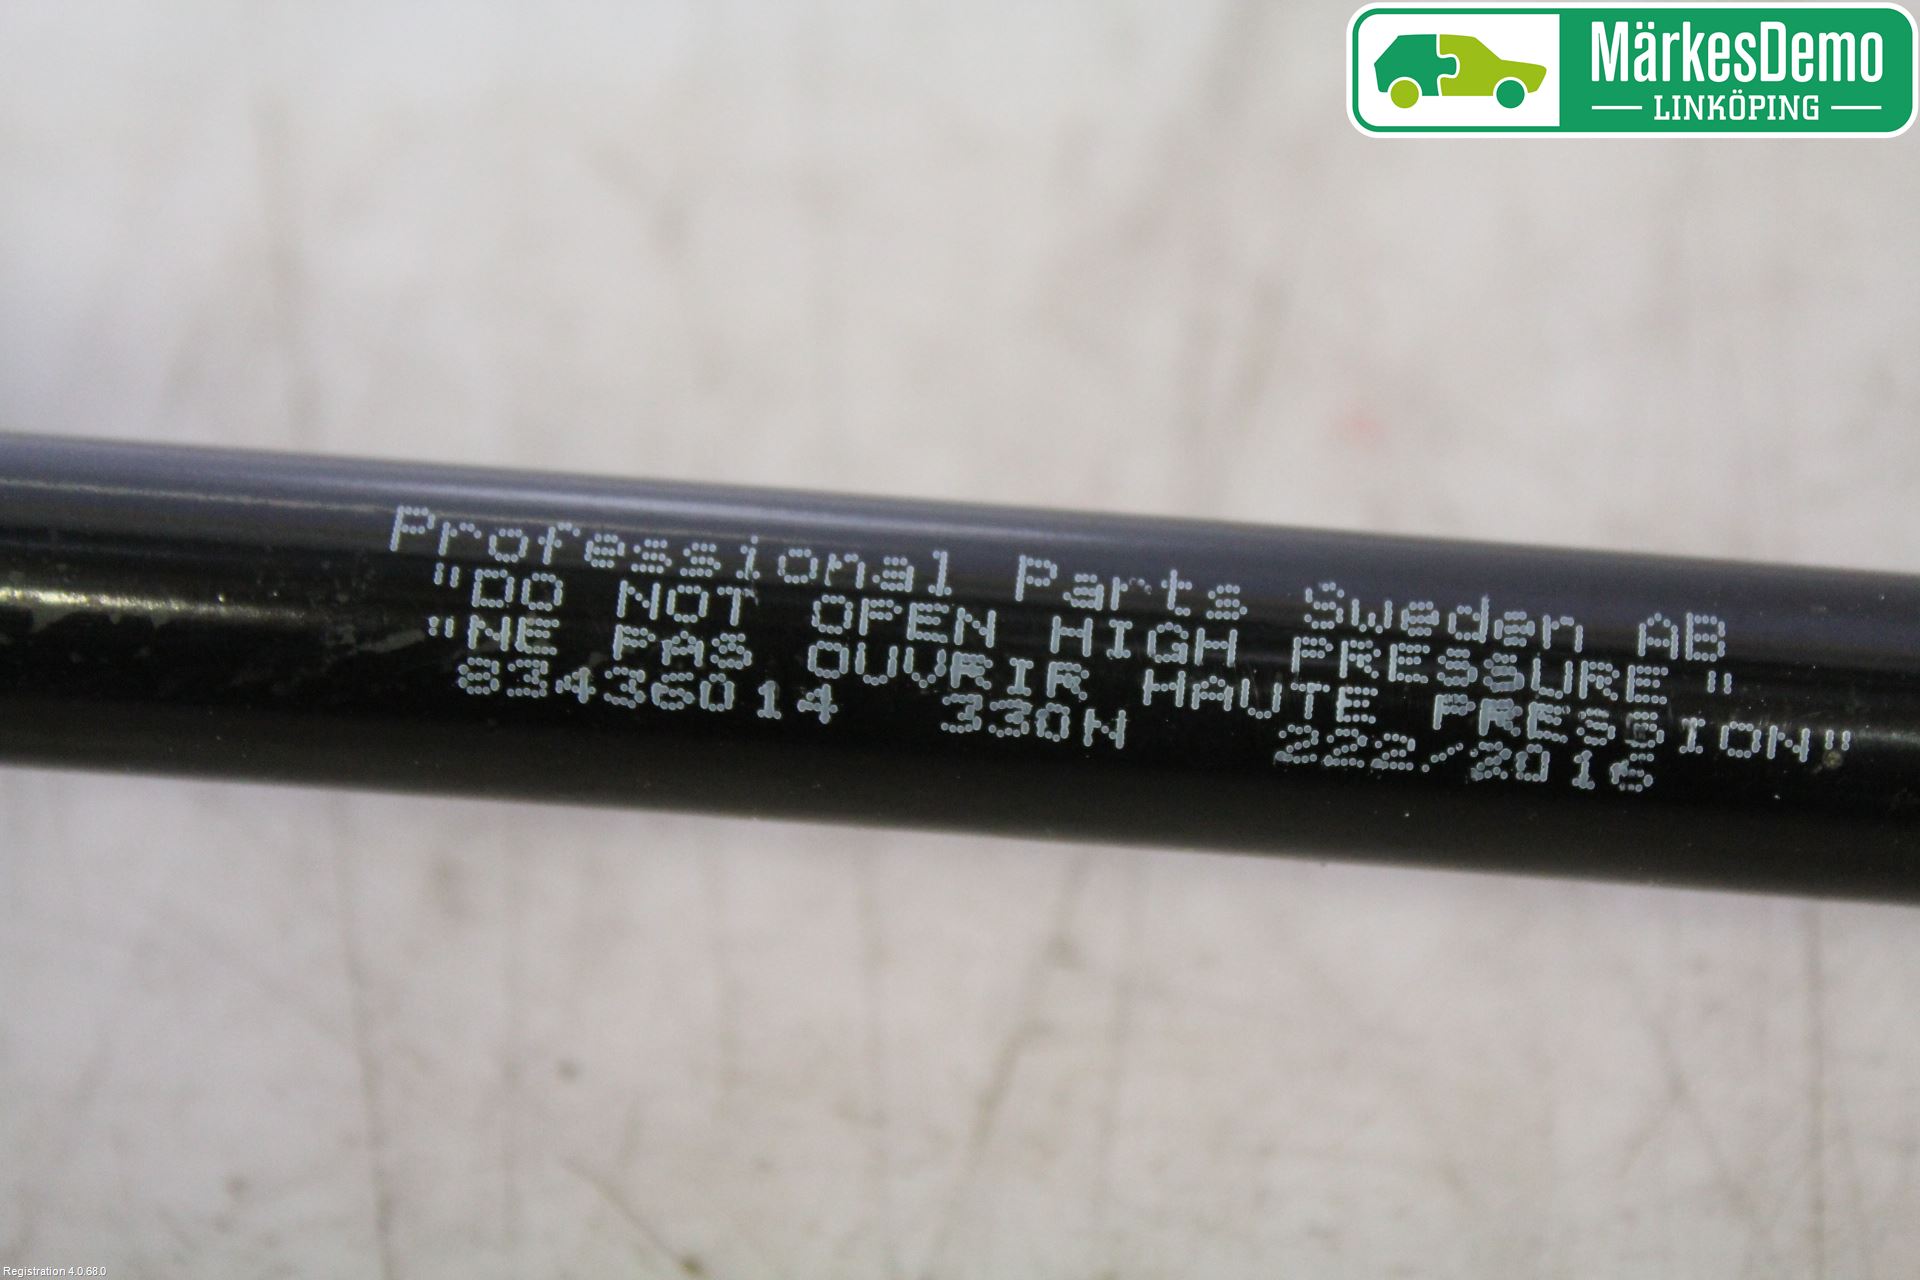 MärkesDemo
LINKÖPING
Professional Parts Sweden AB
"DO NOT OPEN HIGH PRESSURE"
"NE PAS OUVRIR HAUTE PRESSION"
83436014 330N 222/2016
Registration 4.0.68.0